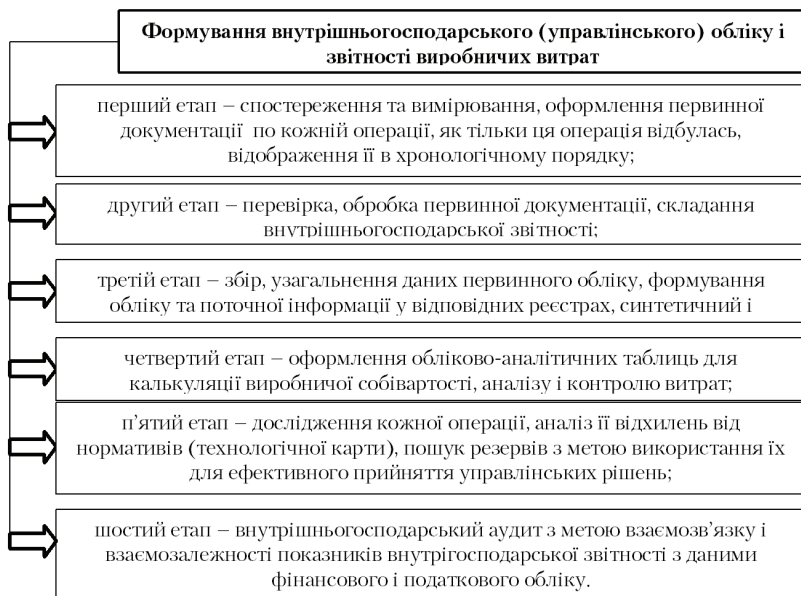 Формування внутрішньогосподарського (управлінського) обліку і
звітності виробничих витрат
перший етап – спостереження та вимірювання, оформлення первинної
документації по кожній операції, як тільки ця операція відбулась,
відображення її в хронологічному порядку;
другий етап – перевірка, обробка первинної документації, складання
внутрішньогосподарської звітності;
третій етап – збір, узагальнення даних первинного обліку, формування
обліку та поточної інформації у відповідних реєстрах, синтетичний і
четвертий етап – оформлення обліково-аналітичних таблиць для
калькуляції виробничої собівартості, аналізу і контролю витрат;
п’ятий етап – дослідження кожної операції, аналіз її відхилень від
нормативів (технологічної карти), пошук резервів з метою використання їх
для ефективного прийняття управлінських рішень;
шостий етап – внутрішньогосподарський аудит з метою взаємозв’язку і
взаємозалежності показників внутрігосподарської звітності з даними
фінансового і податкового обліку.